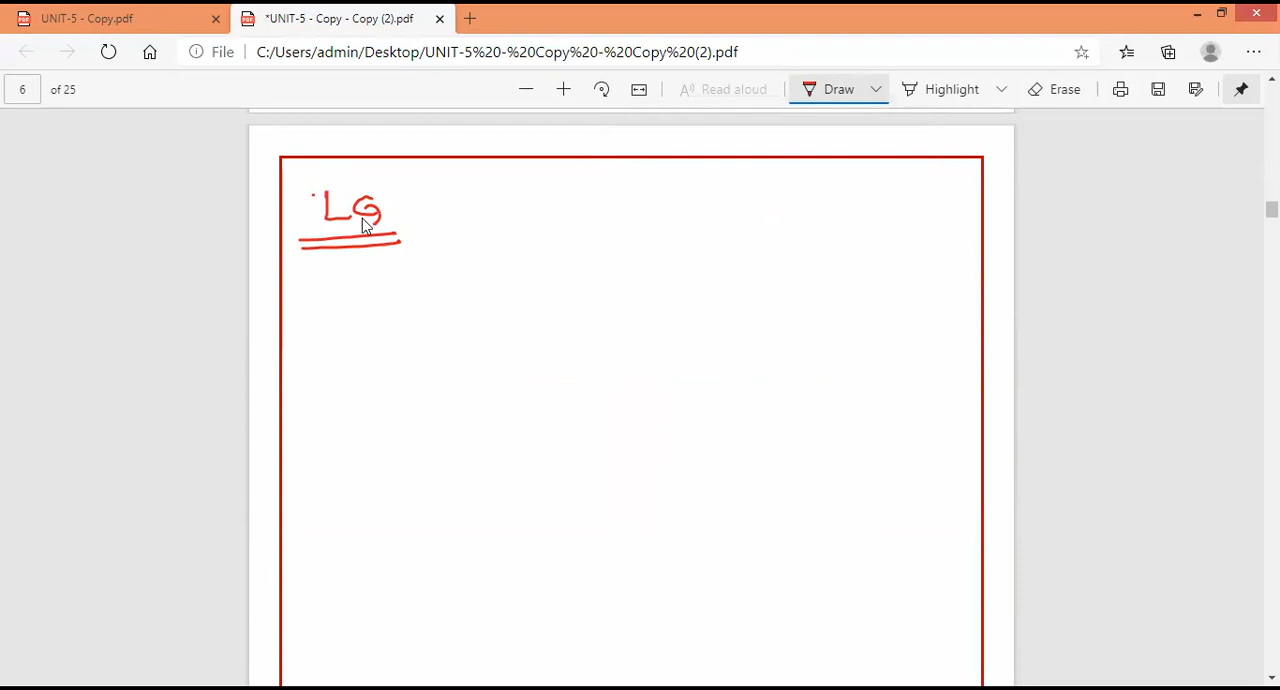 UNIT-5 - Copy.pdf
*UNIT-5 - Copy - Copy (2).pdf
File
C:/Users/admin/Desktop/UNIT-5%20-%20Copy%20-%20Copy%20(2).pdf
6 of 25
Read aloud
Draw
Highlight
Erase
LG